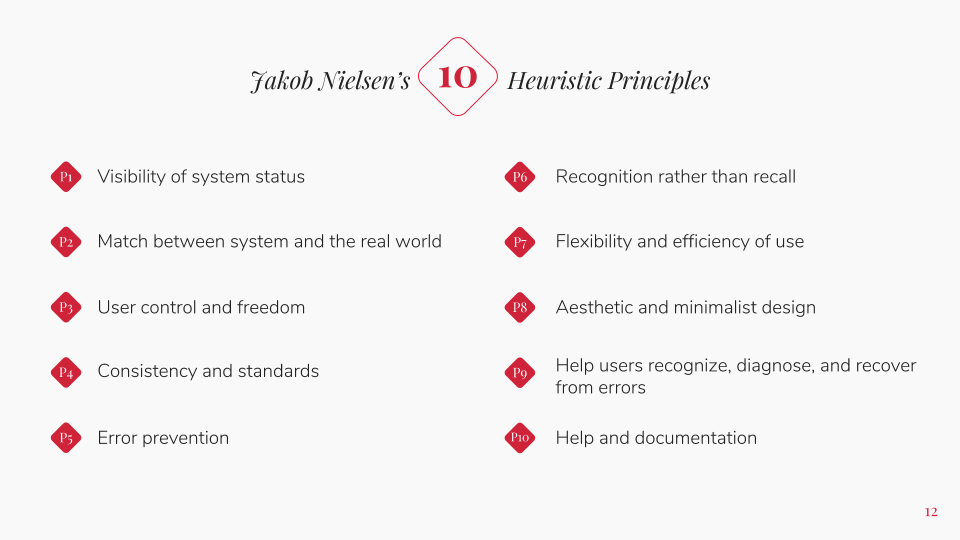 Jakob Nielsen’s 10 Heuristic Principles
P1 Visibility of system status
P2 Match between system and the real world
P3 User control and freedom
P4 Consistency and standards
P5 Error prevention
P6 Recognition rather than recall
P7 Flexibility and efficiency of use
P8 Aesthetic and minimalist design
P9 Help users recognize, diagnose, and recover
from errors
P10 Help and documentation
12